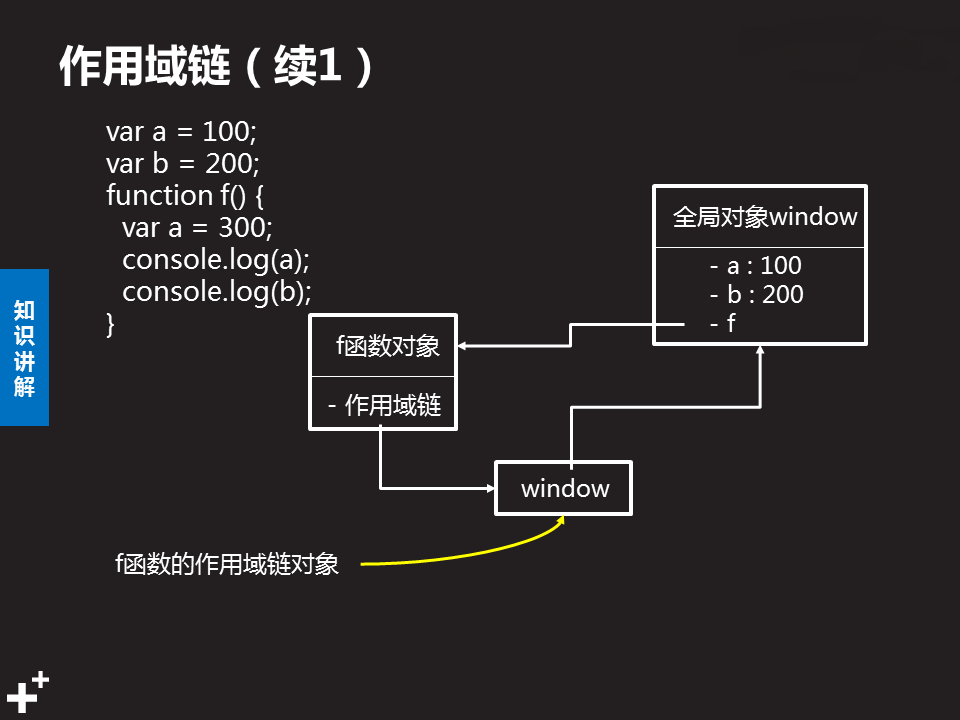 作用域链（续1）
var a = 100;
var b = 200;
function f() {
  var a = 300;
  console.log(a);
  console.log(b);
}
知识讲解
全局对象window
- a : 100
- b : 200
- f
f函数对象
- 作用域链
window
f函数的作用域链对象